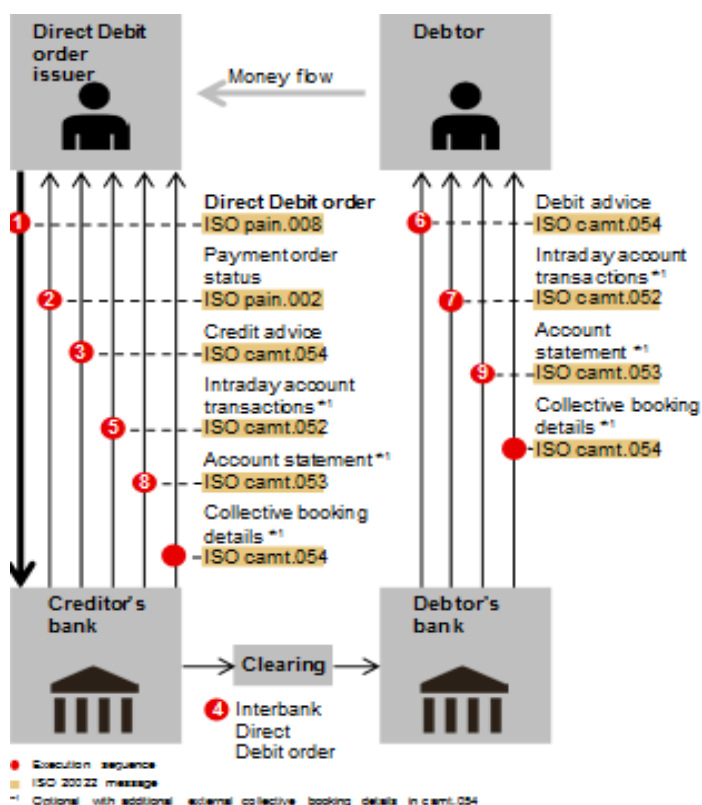 Direct Debit
order
issuer
Debtor
Money flow
1
Direct Debit order
ISO pain.008
Payment order
status
2
ISO pain.002
Credit advice
3
ISO camt.054
Intraday account
transactions *1
5
ISO camt.052
Account statement *1
8
ISO camt.053
Collective booking
details *1
ISO camt.054
Debit advice
6
ISO camt.054
Intraday account
transactions *1
7
ISO camt.052
Account
statement *1
9
ISO camt.053
Collective booking
details *1
ISO camt.054
Creditor's
bank
Clearing
Debtor's
bank
4 Interbank
Direct
Debit order
Execution sequence
ISO 20022 message
*1 Optional with additional external collective booking details in camt.054